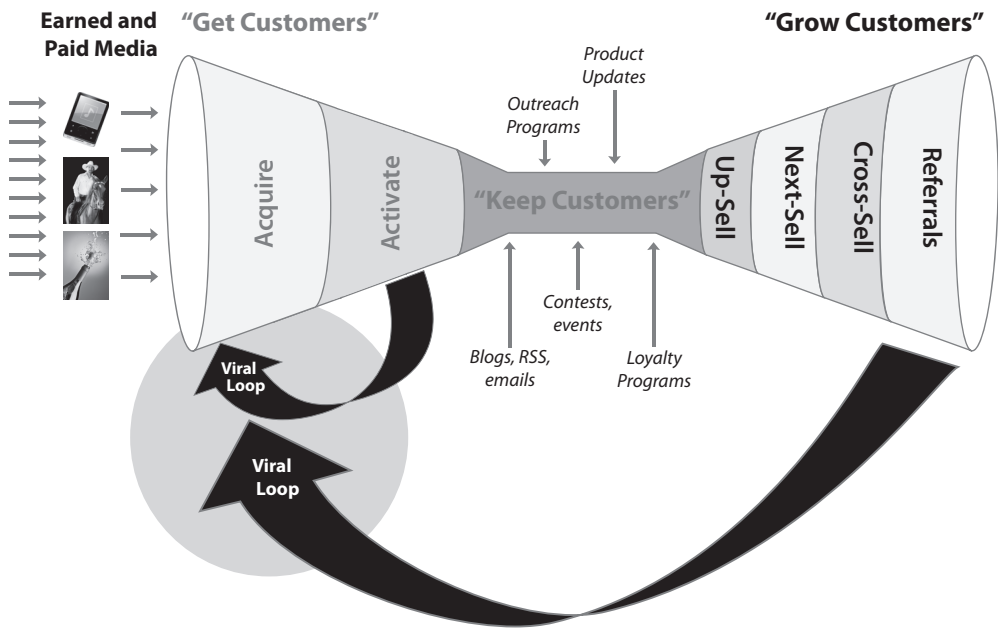 Earned and
Paid Media
“Get Customers”
“Grow Customers”
Product
Updates
Outreach
Programs
Acquire
Activate
“Keep Customers”
Up-Sell
Next-Sell
Cross-Sell
Referrals
Contests,
events
Blogs, RSS,
emails
Loyalty
Programs
Viral
Loop
Viral
Loop